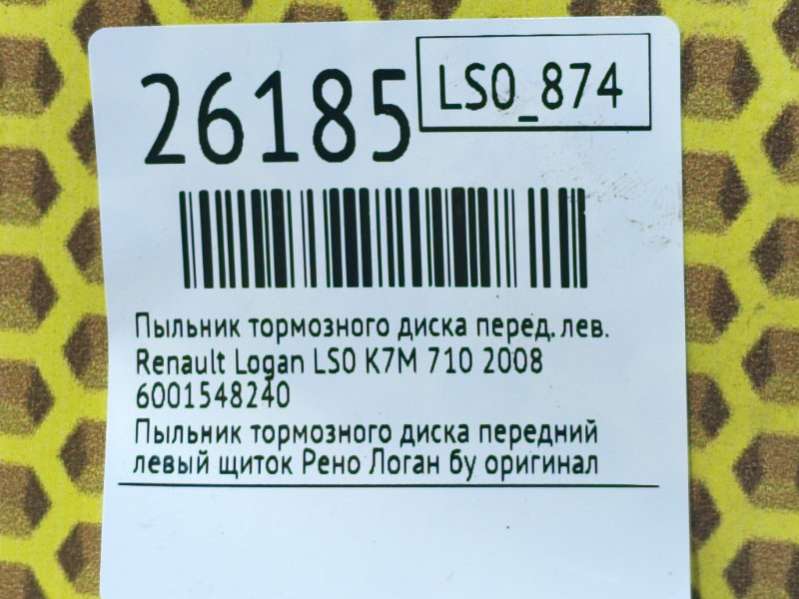 26185
LS0_874
Пыльник тормозного диска перед. лев.
Renault Logan LS0 K7M 710 2008
6001548240
Пыльник тормозного диска передний
левый щиток Рено Логан бу оригинал